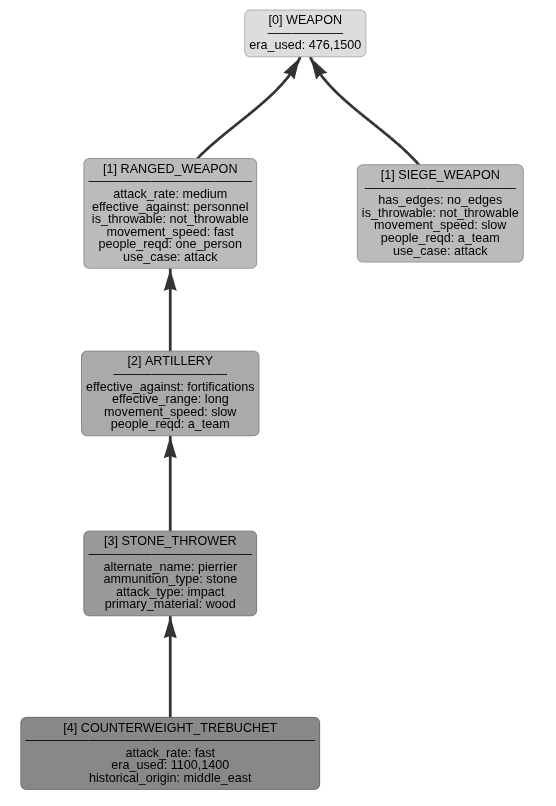 [0] WEAPON
era_used: 476,1500
[1] RANGED_WEAPON
attack_rate: medium
effective_against: personnel
is_throwable: not_throwable
movement_speed: fast
people_reqd: one_person
use_case: attack
[1] SIEGE_WEAPON
has_edges: no_edges
is_throwable: not_throwable
movement_speed: slow
people_reqd: a_team
use_case: attack
[2] ARTILLERY
effective_against: fortifications
effective_range: long
movement_speed: slow
people_reqd: a_team
[3] STONE_THROWER
alternate_name: pierrier
ammunition_type: stone
attack_type: impact
primary_material: wood
[4] COUNTERWEIGHT_TREBUCHET
attack_rate: fast
era_used: 1100,1400
historical_origin: middle_east